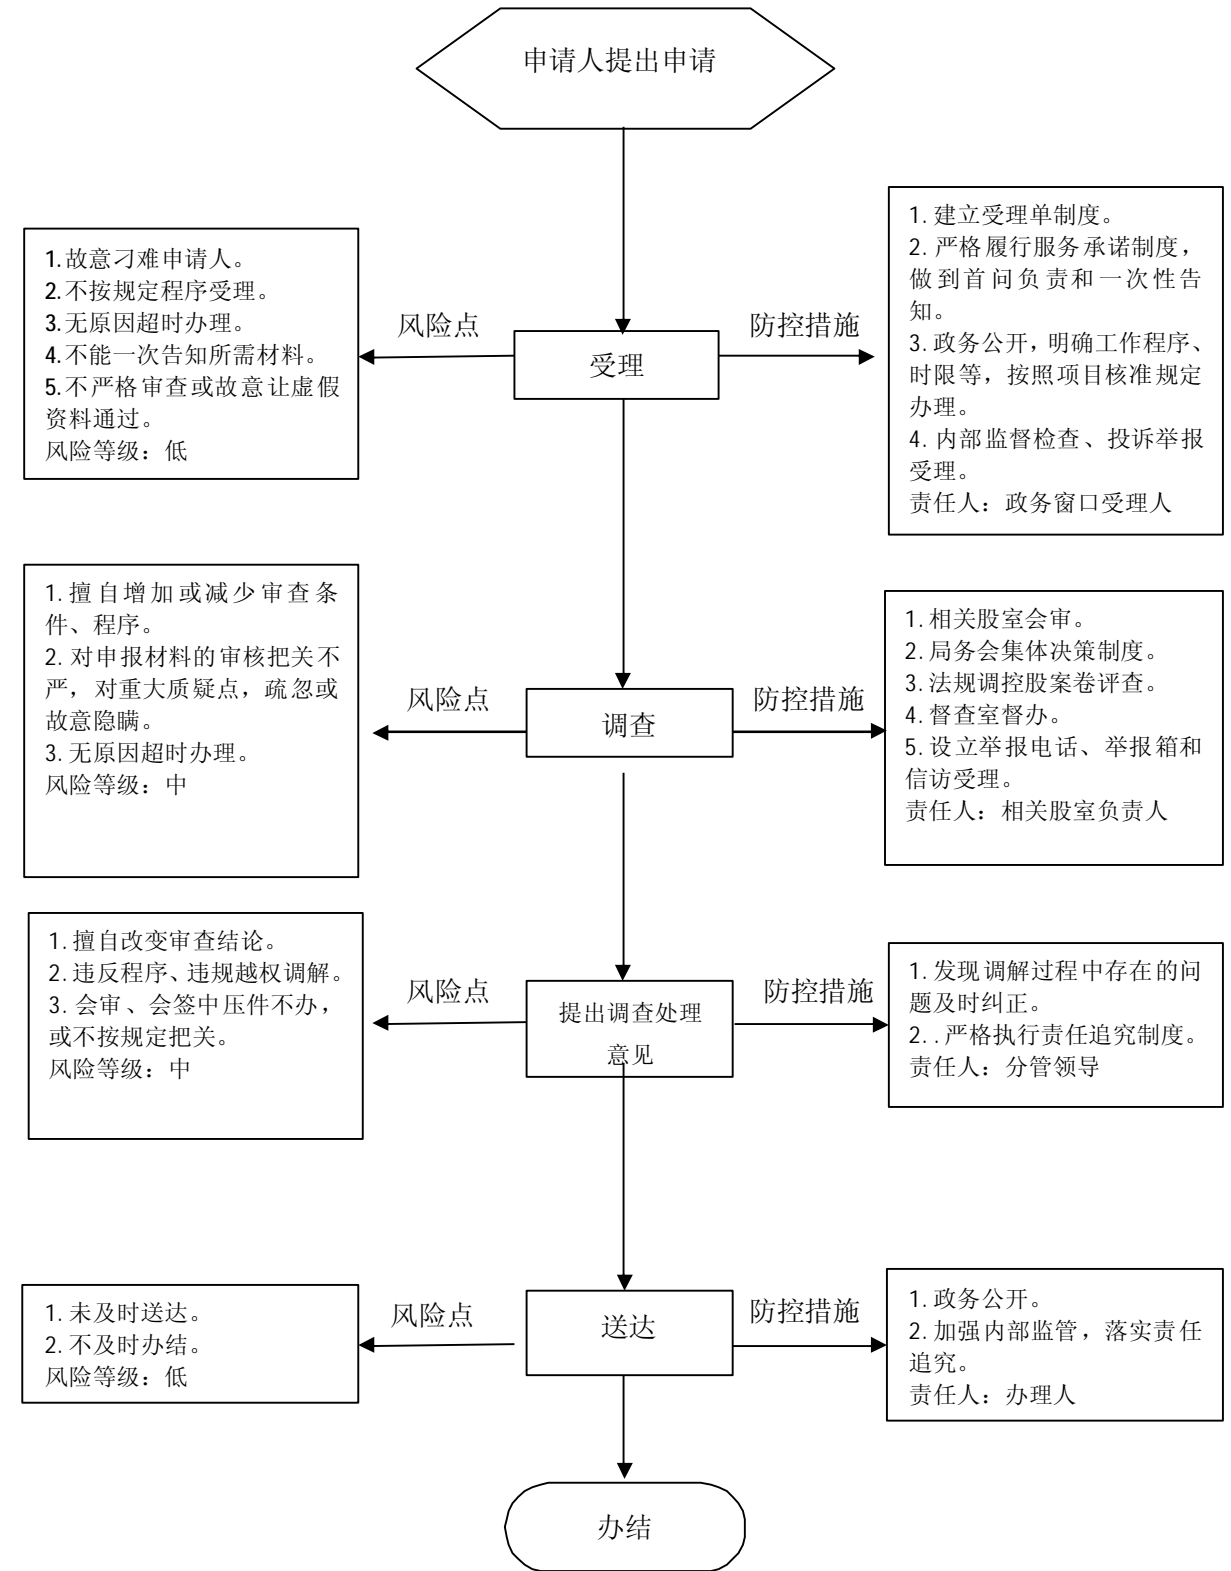 申请人提出申请
1.故意刁难申请人。
2.不按规定程序受理。
3.无原因超时办理。
4.不能一次告知所需材料。
5.不严格审查或故意让虚假
资料通过。
风险等级：低
风险点
受理
防控措施
1.建立受理单制度。
2.严格履行服务承诺制度，
做到首问负责和一次性告
知。
3.政务公开，明确工作程序、
时限等，按照项目核准规定
办理。
4.内部监督检查、投诉举报
受理。
责任人：政务窗口受理人
1.擅自增加或减少审查条
件、程序。
2.对申报材料的审核把关不
严，对重大质疑点，疏忽或
故意隐瞒。
3.无原因超时办理。
风险等级：中
风险点
调查
防控措施
1.相关股室会审。
2.局务会集体决策制度。
3.法规调控股案卷评查。
4.督查室督办。
5.设立举报电话、举报箱和
信访受理。
责任人：相关股室负责人
1.擅自改变审查结论。
2.违反程序、违规越权调解。
3.会审、会签中压件不办，
或不按规定把关。
风险等级：中
风险点
提出调查处理
意见
防控措施
1.发现调解过程中存在的问
题及时纠正。
2..严格执行责任追究制度。
责任人：分管领导
1.未及时送达。
2.不及时办结。
风险等级：低
风险点
送达
防控措施
1.政务公开。
2.加强内部监管，落实责任
追究。
责任人：办理人
办结